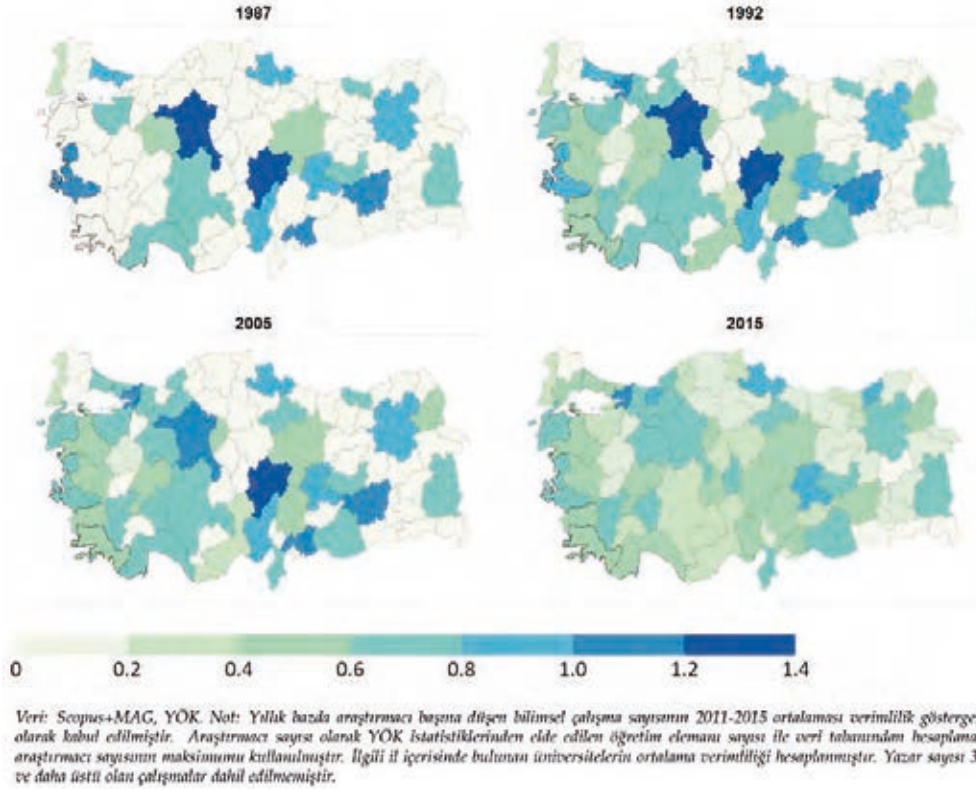 1987
1992
2005
2015
0 0.2 0.4 0.6 0.8 1.0 1.2 1.4
Veri: Scopus+MAG, YÖK. Not: Yıllık bazda araştırmacı başına düşen bilimsel çalışma sayısının 2011-2015 ortalaması verimlilik gösterge
olarak kabul edilmiştir. Araştırmacı sayısı olarak YÖK istatistiklerinden elde edilen öğretim elemanı sayısı ile veri tabanından hesaplana
araştırmacı sayısının maksimumu kullanılmıştır. İlgili il içerisinde bulunan üniversitelerin ortalama verimliliği hesaplanmıştır. Yazar sayısı 3
ve daha üstü olan çalışmalar dahil edilmemiştir.